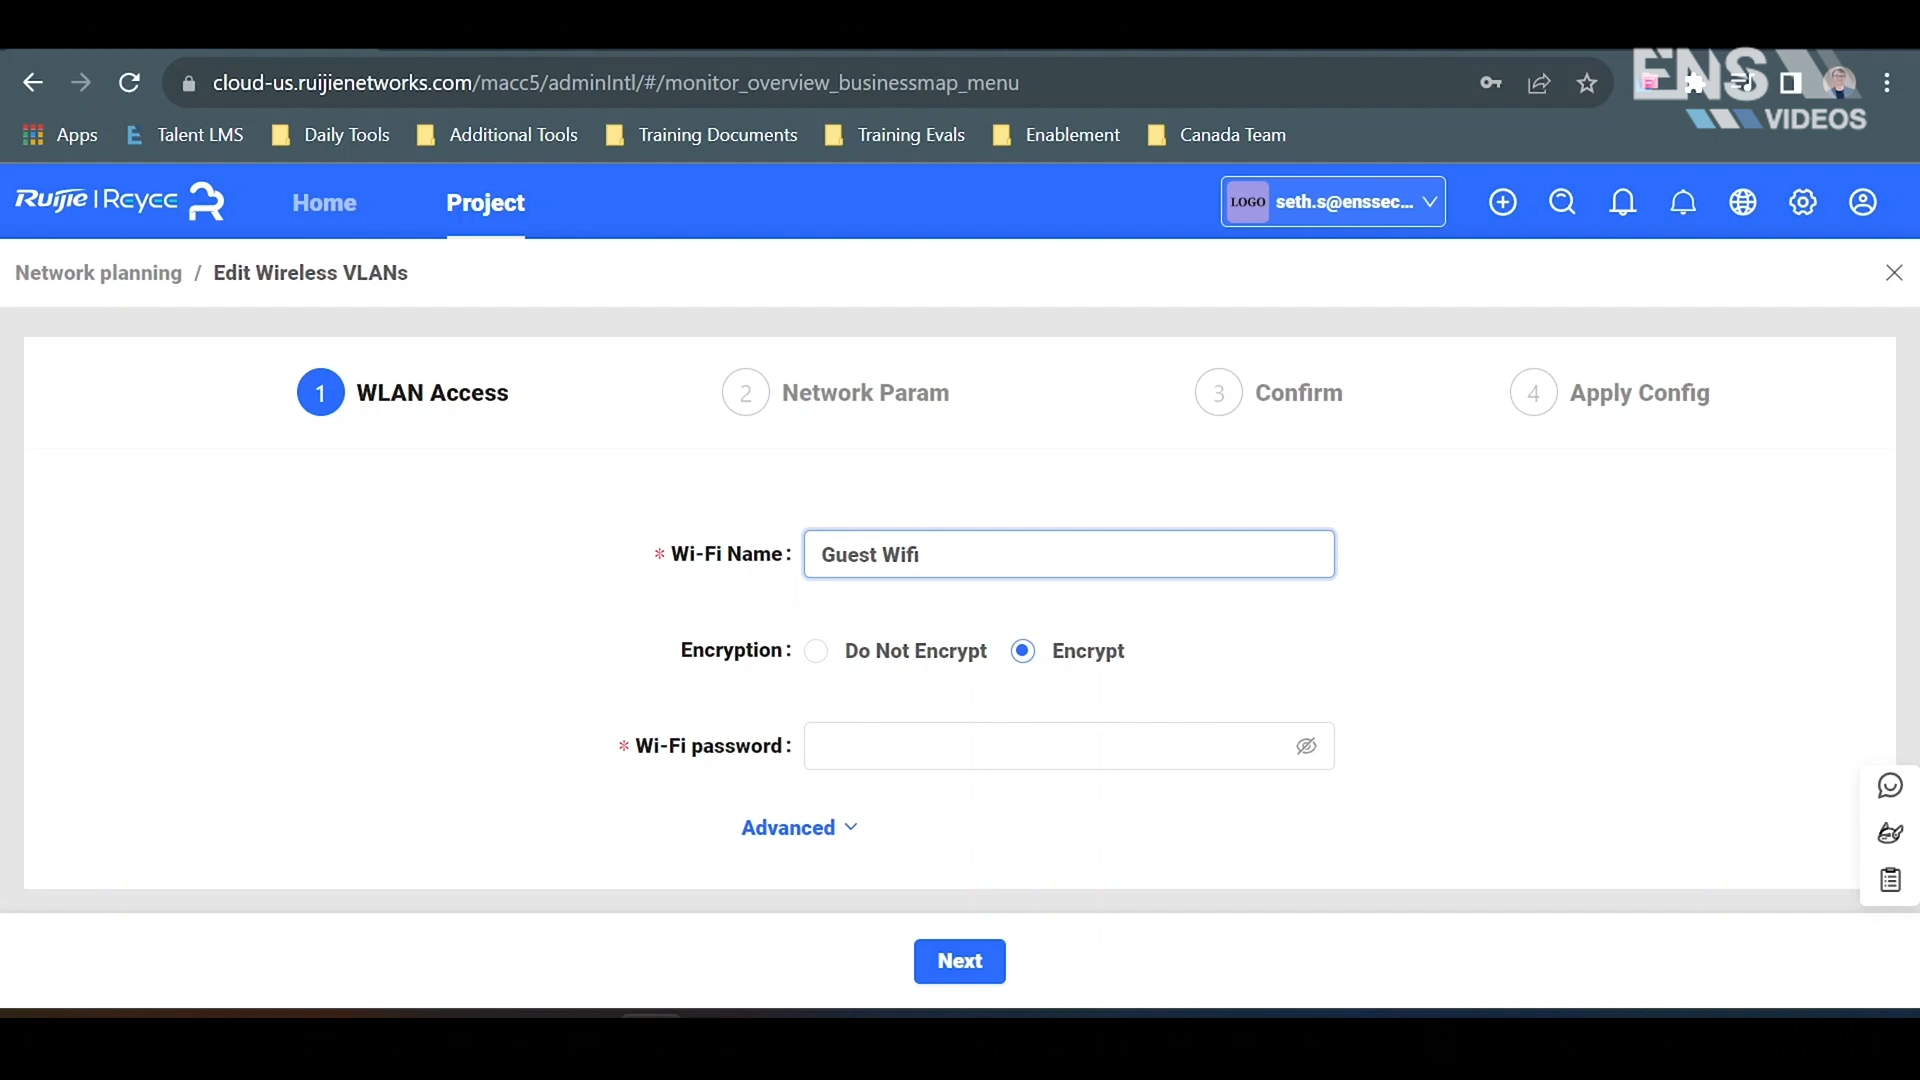 ENS
VIDEOS
cloud-us.ruijienetworks.com/macc5/adminIntl/#/monitor_overview_businessmap_menu
Apps Talent LMS Daily Tools Additional Tools Training Documents Training Evals Enablement Canada Team
Ruijie | Reyee Home Project LOGO seth.s@enssec...
Network planning / Edit Wireless VLANs
1 WLAN Access 2 Network Param 3 Confirm 4 Apply Config
* Wi-Fi Name: Guest Wifi
Encryption: Do Not Encrypt Encrypt
* Wi-Fi password:
Advanced
Next